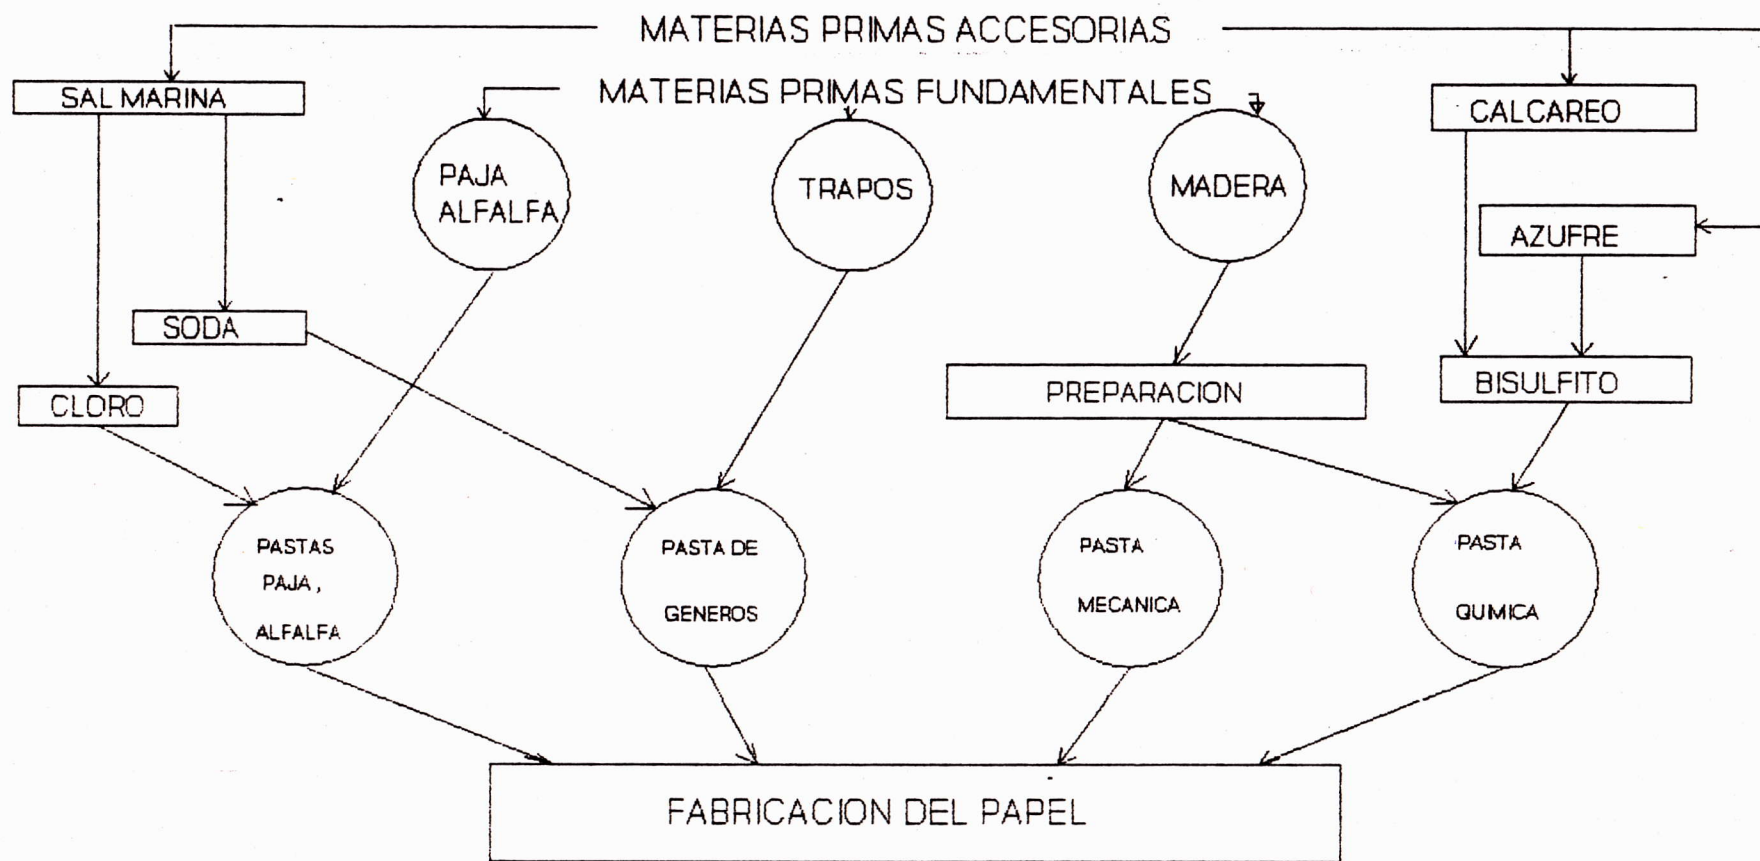 MATERIAS PRIMAS ACCESORIAS
SAL MARINA
MATERIAS PRIMAS FUNDAMENTALES
CALCAREO
PAJA
ALFALFA
TRAPOS
MADERA
AZUFRE
SODA
CLORO
PREPARACION
BISULFITO
PASTAS
PAJA,
ALFALFA
PASTA DE
GENEROS
PASTA
MECANICA
PASTA
QUMICA
FABRICACION DEL PAPEL